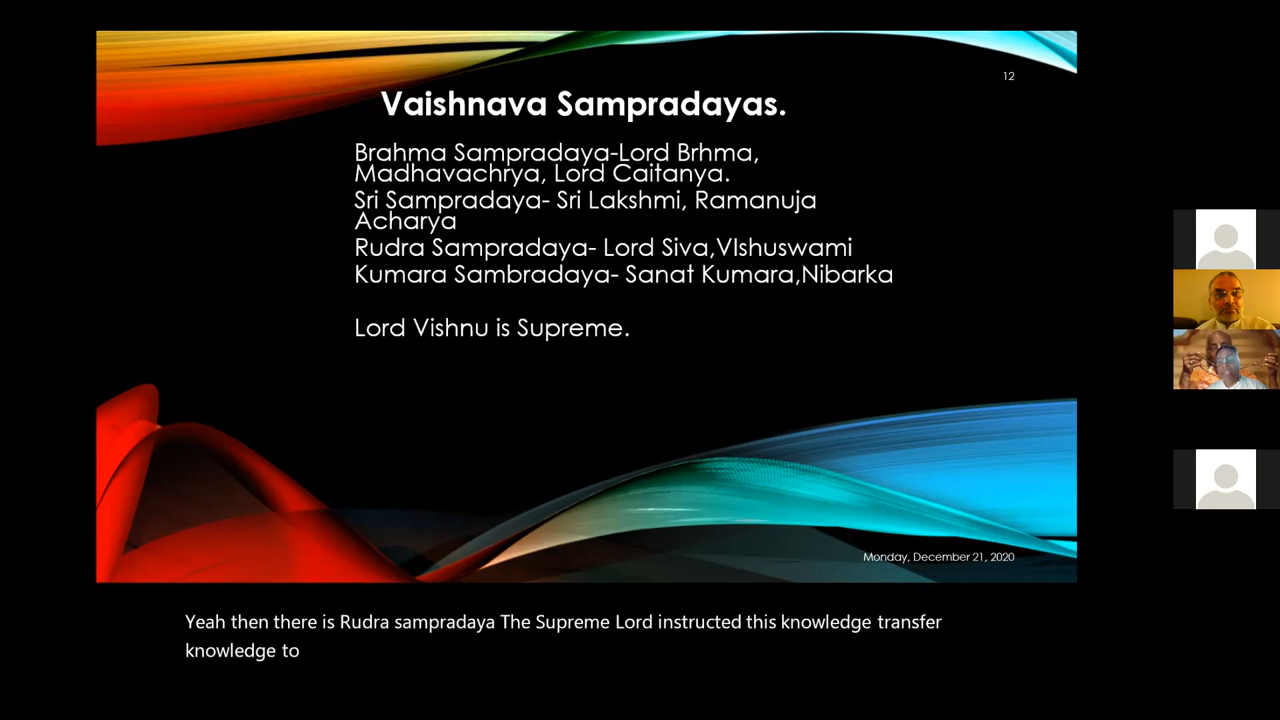 12
Vaishnava Sampradayas.
Brahma Sampradaya-Lord Brhma,
Madhavachrya, Lord Caitanya.
Sri Sampradaya- Sri Lakshmi, Ramanuja
Acharya
Rudra Sampradaya- Lord Siva,VIshuswami
Kumara Sambradaya- Sanat Kumara,Nibarka
Lord Vishnu is Supreme.
Monday, December 21, 2020
Yeah then there is Rudra sampradaya The Supreme Lord instructed this knowledge transfer
knowledge to